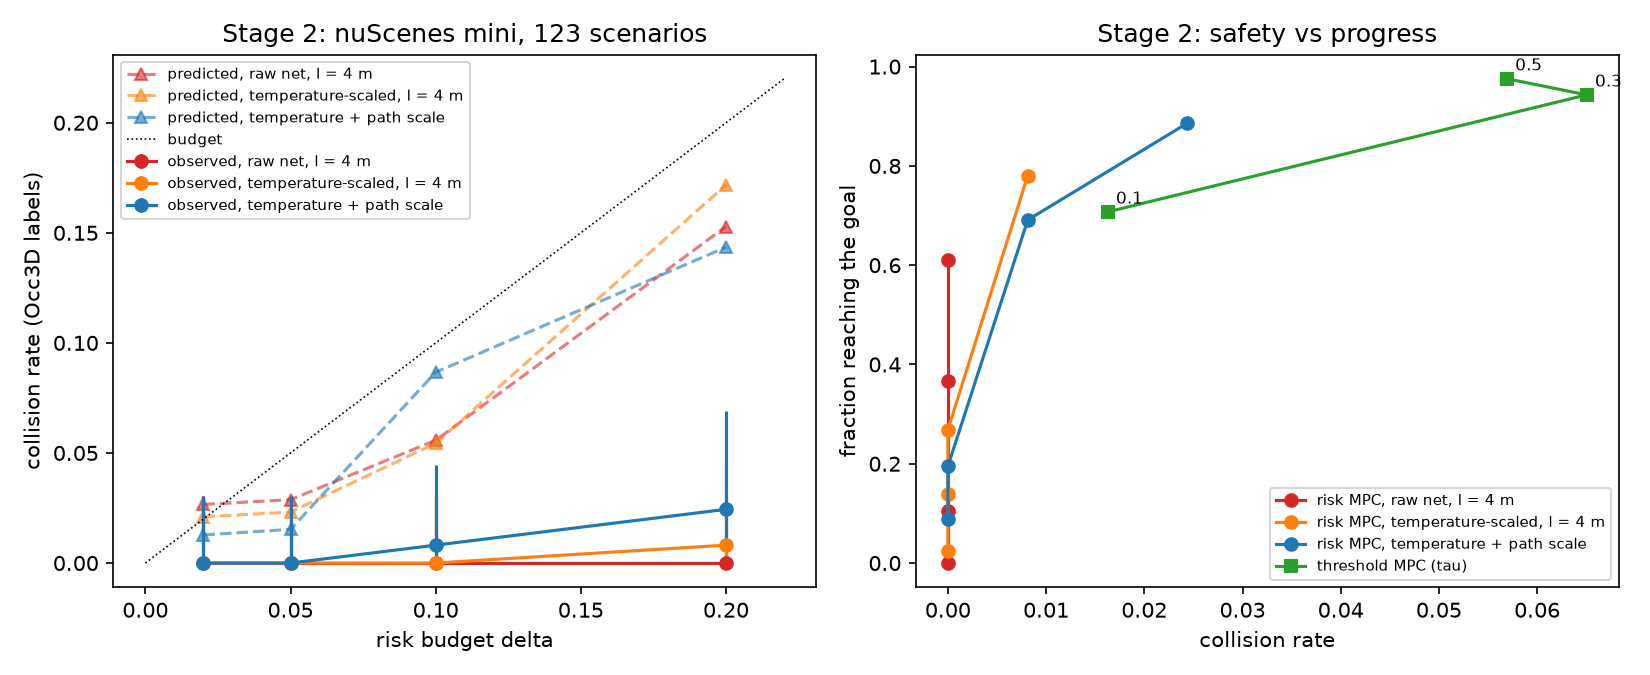 Stage 2: nuScenes mini, 123 scenarios
predicted, raw net, l = 4 m
predicted, temperature-scaled, l = 4 m
predicted, temperature + path scale
budget
observed, raw net, l = 4 m
observed, temperature-scaled, l = 4 m
observed, temperature + path scale
collision rate (Occ3D labels)
0.20
0.15
0.10
0.05
0.00
0.00
0.05
0.10
0.15
0.20
risk budget delta
Stage 2: safety vs progress
fraction reaching the goal
1.0
0.8
0.6
0.4
0.2
0.0
0.5
0.3
0.1
risk MPC, raw net, l = 4 m
risk MPC, temperature-scaled, l = 4 m
risk MPC, temperature + path scale
threshold MPC (tau)
0.00
0.01
0.02
0.03
0.04
0.05
0.06
collision rate